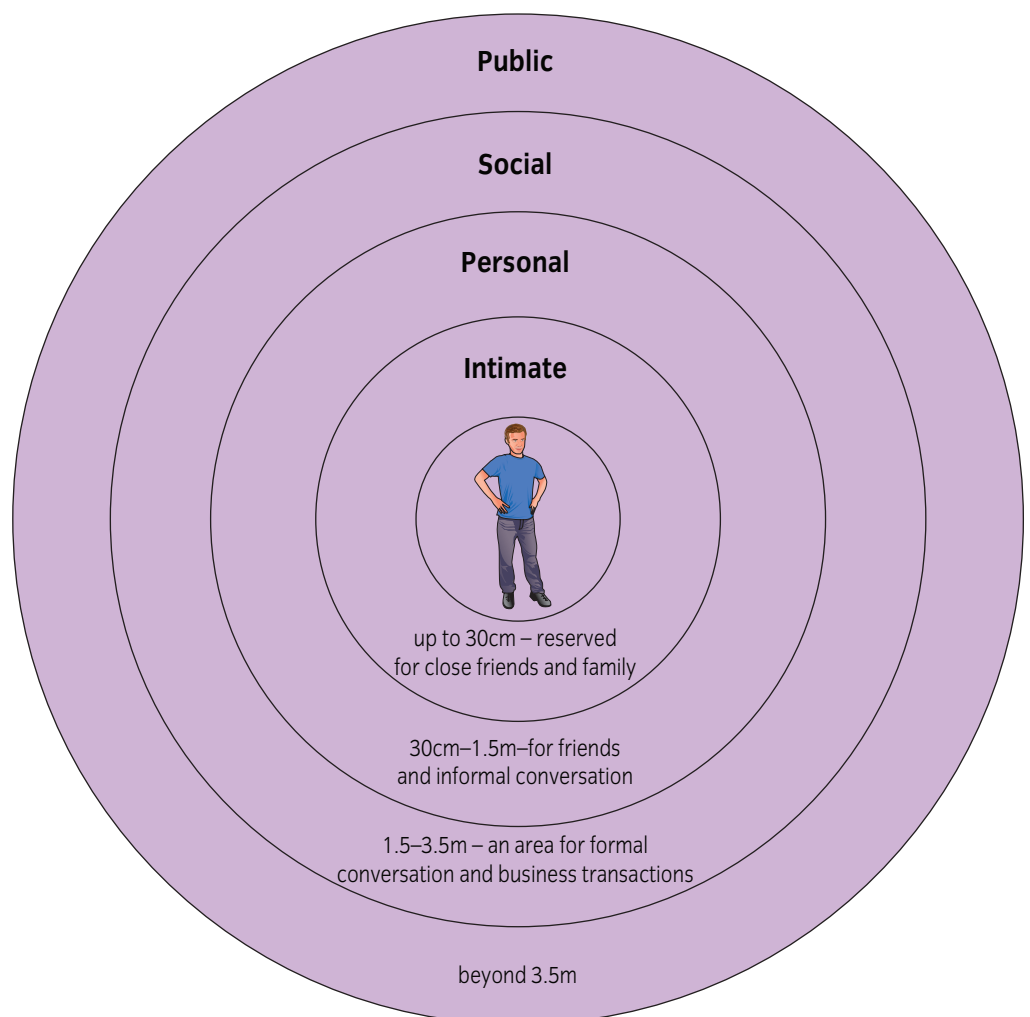 Public
Social
Personal
Intimate
up to 30cm – reserved
for close friends and family
30cm–1.5m–for friends
and informal conversation
1.5–3.5m – an area for formal
conversation and business transactions
beyond 3.5m